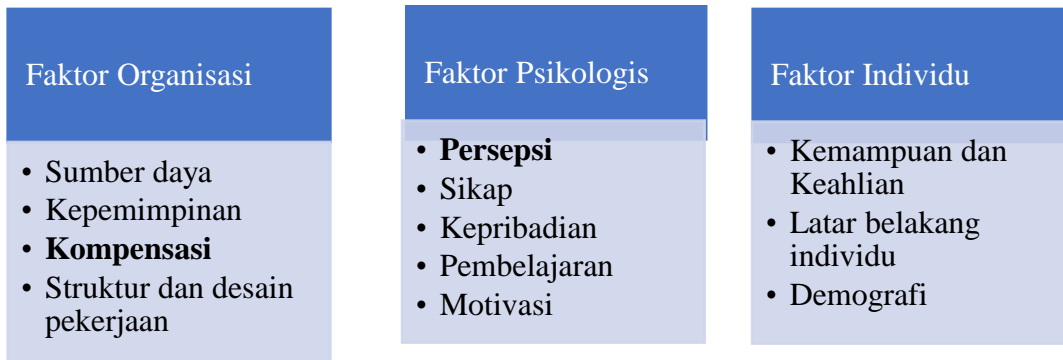 Faktor Organisasi
• Sumber daya
• Kepemimpinan
• Kompensasi
• Struktur dan desain
pekerjaan
Faktor Psikologis
• Persepsi
• Sikap
• Kepribadian
• Pembelajaran
• Motivasi
Faktor Individu
• Kemampuan dan
Keahlian
• Latar belakang
individu
• Demografi